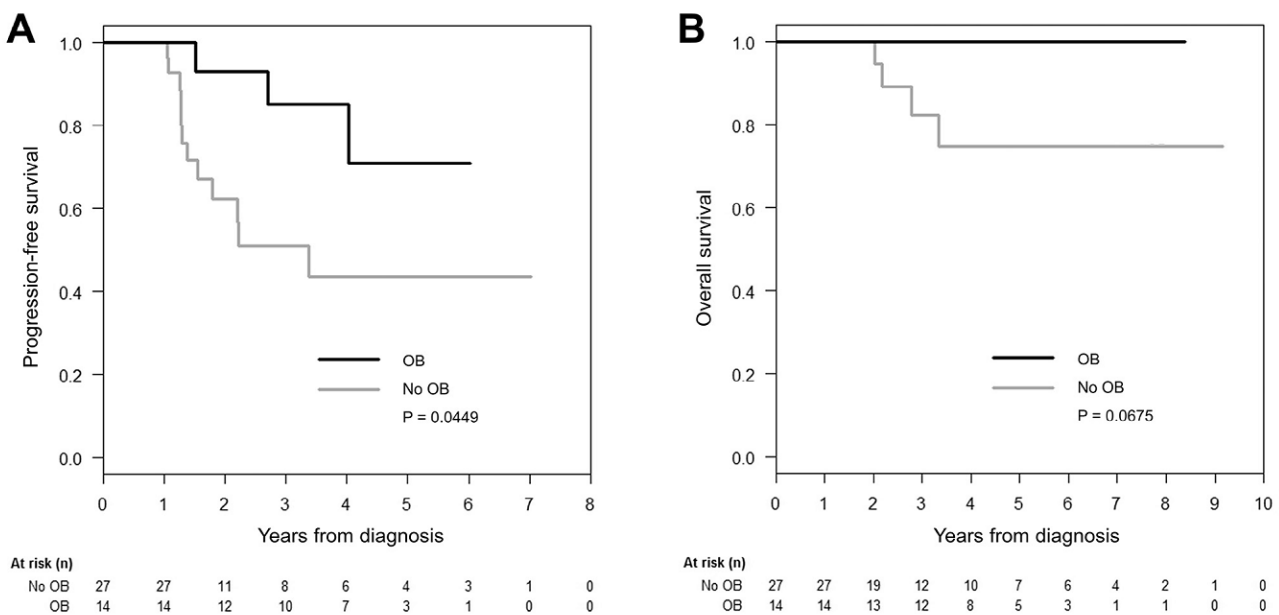 A
1.0
0.8
0.6
0.4
0.2
0.0
Progression-free survival
OB
No OB
P = 0.0449
0 1 2 3 4 5 6 7 8
Years from diagnosis
At risk (n)
No OB 27 27 11 8 6 4 3 1 0
OB 14 14 12 10 7 3 1 0 0
B
1.0
0.8
0.6
0.4
0.2
0.0
Overall survival
OB
No OB
P = 0.0675
0 1 2 3 4 5 6 7 8 9 10
Years from diagnosis
At risk (n)
No OB 27 27 19 12 10 7 6 4 2 1 0
OB 14 14 13 12 8 5 3 1 1 0 0